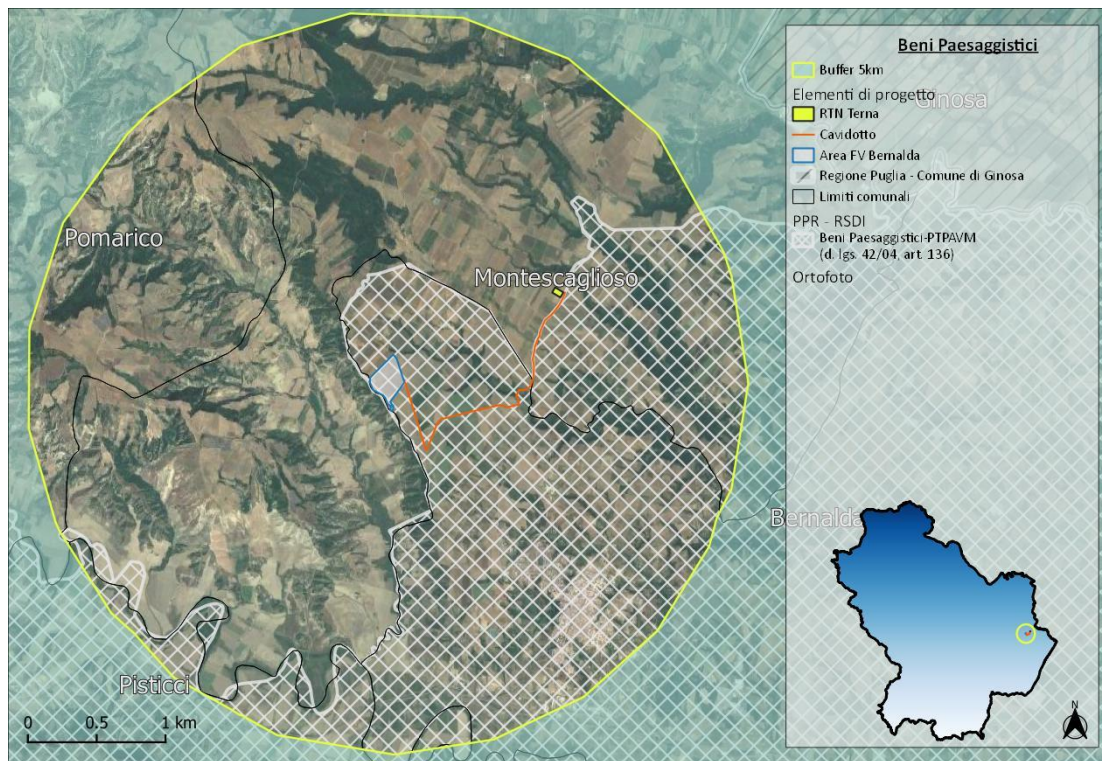 Beni Paesaggistici
Buffer 5km
Elementi di progetto
Ginosa
RTN Terna
Cavidotto
Area FV Bernalda
Regione Puglia - Comune di Ginosa
Limiti comunali
PPR - RSDI
Beni Paesaggistici-PTPAVM
(d. lgs. 42/04, art. 136)
Ortofoto
Pomarico
Montescaglioso
Bernalda
Pisticci
0 0.5 1 km
N